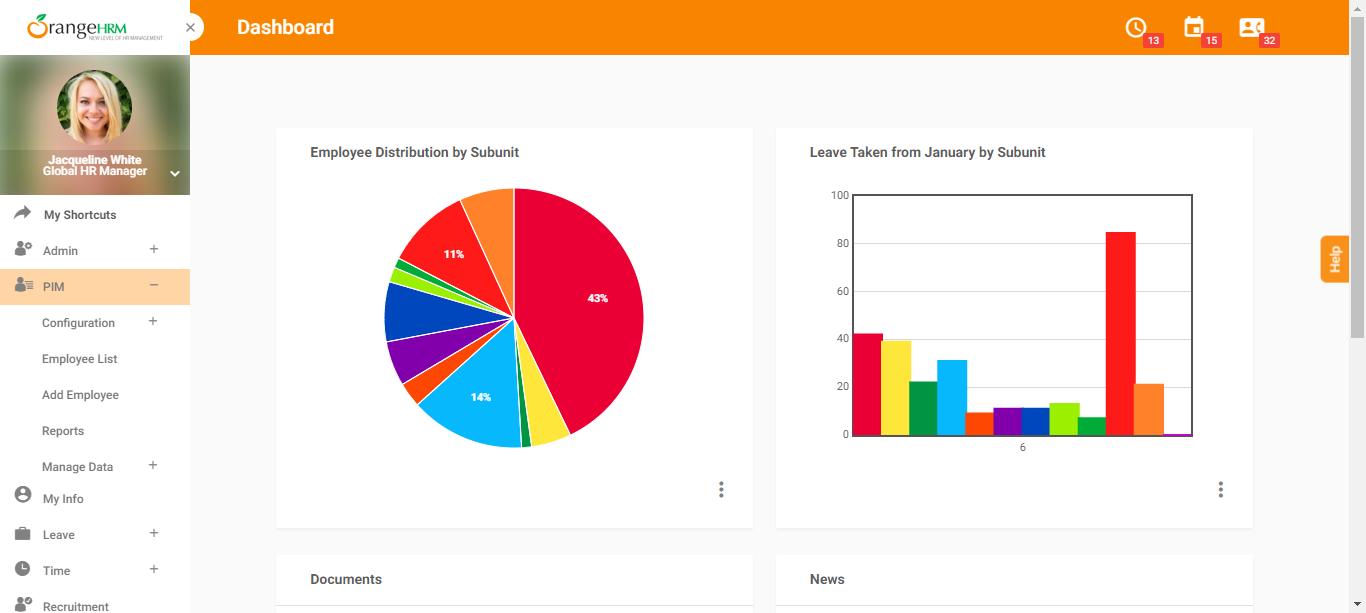 OrangeHRM
NEW LEVEL OF HR MANAGEMENT
Dashboard
13
15
32
Jacqueline White
Global HR Manager
My Shortcuts
Admin
PIM
Configuration
Employee List
Add Employee
Reports
Manage Data
My Info
Leave
Time
Recruitment
Employee Distribution by Subunit
43%
14%
11%
Leave Taken from January by Subunit
100
80
60
40
20
0
6
Help
Documents
News